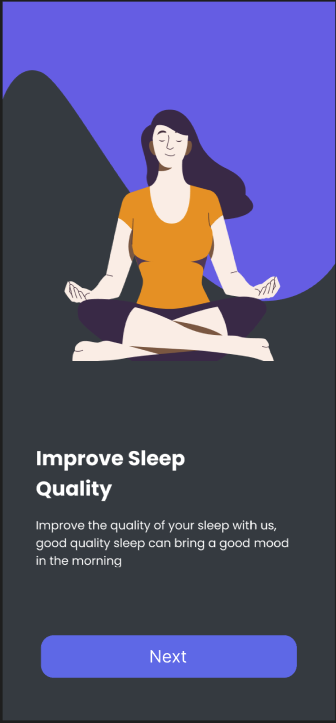 Improve Sleep
Quality
Improve the quality of your sleep with us,
good quality sleep can bring a good mood
in the morning
Next